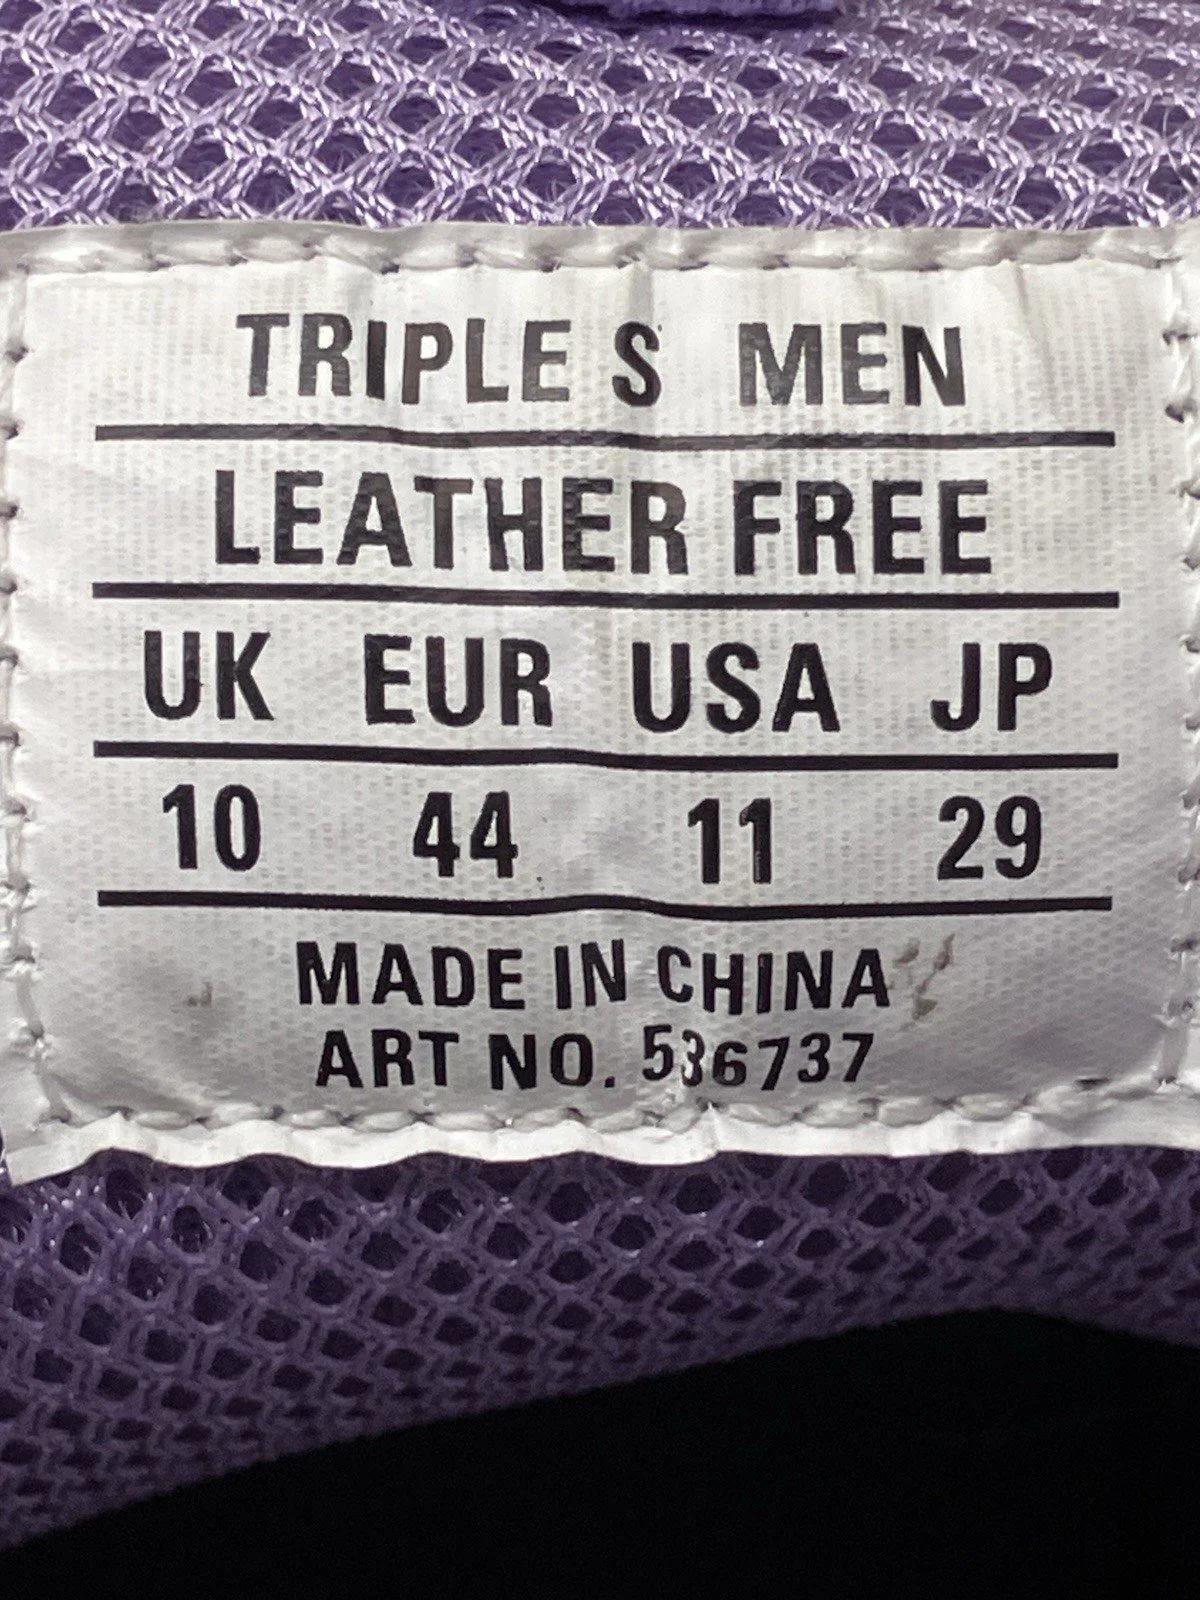 TRIPLE S MEN
LEATHER FREE
UK EUR USA JP
10 44 11 29
MADE IN CHINA
ART NO. 536737